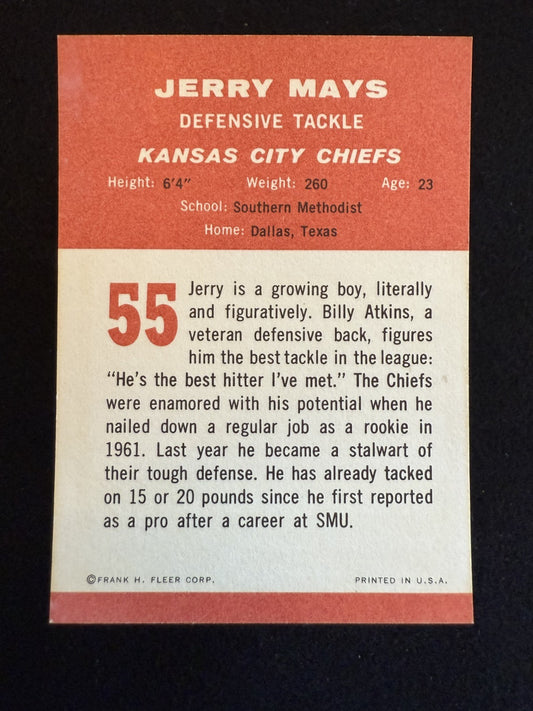 JERRY MAYS
DEFENSIVE TACKLE
KANSAS CITY CHIEFS
Height: 6'4" Weight: 260 Age: 23
School: Southern Methodist
Home: Dallas, Texas
55
Jerry is a growing boy, literally
and figuratively. Billy Atkins, a
veteran defensive back, figures
him the best tackle in the league:
"He's the best hitter I've met." The Chiefs
were enamored with his potential when he
nailed down a regular job as a rookie in
1961. Last year he became a stalwart of
their tough defense. He has already tacked
on 15 or 20 pounds since he first reported
as a pro after a career at SMU.
©FRANK H. FLEER CORP. PRINTED IN U.S.A.